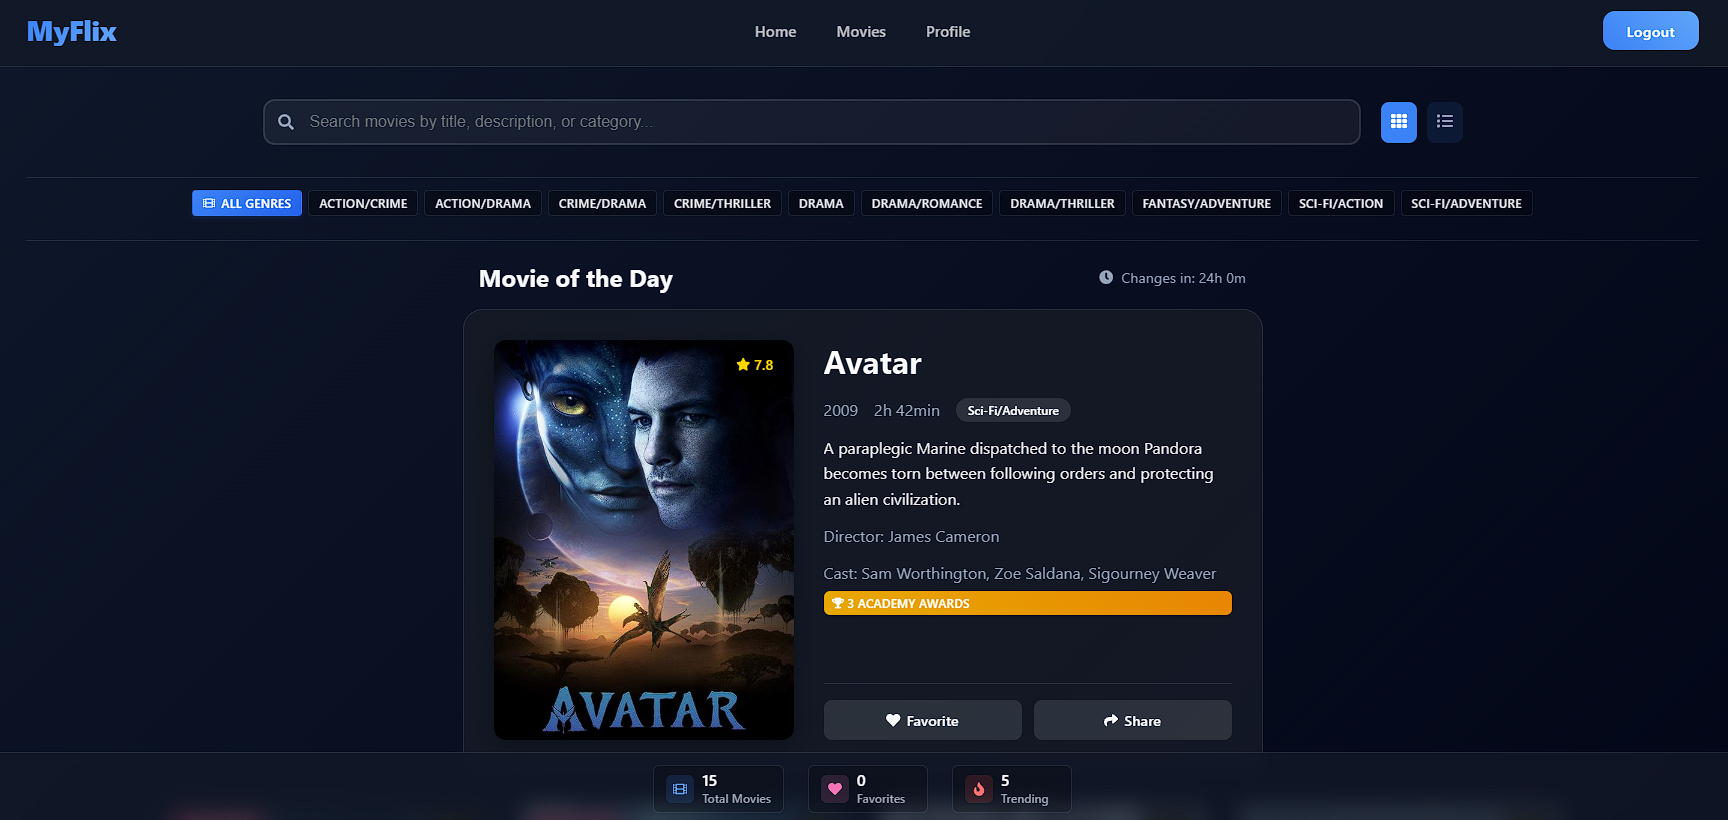 MyFlix
Home
Movies
Profile
Logout
Search movies by title, description, or category...
ALL GENRES
ACTION/CRIME
ACTION/DRAMA
CRIME/DRAMA
CRIME/THRILLER
DRAMA
DRAMA/ROMANCE
DRAMA/THRILLER
FANTASY/ADVENTURE
SCI-FI/ACTION
SCI-FI/ADVENTURE
Movie of the Day
Changes in: 24h 0m
7.8
AVATAR
Avatar
2009 2h 42min Sci-Fi/Adventure
A paraplegic Marine dispatched to the moon Pandora
becomes torn between following orders and protecting
an alien civilization.
Director: James Cameron
Cast: Sam Worthington, Zoe Saldana, Sigourney Weaver
3 ACADEMY AWARDS
Favorite
Share
15
Total Movies
0
Favorites
5
Trending